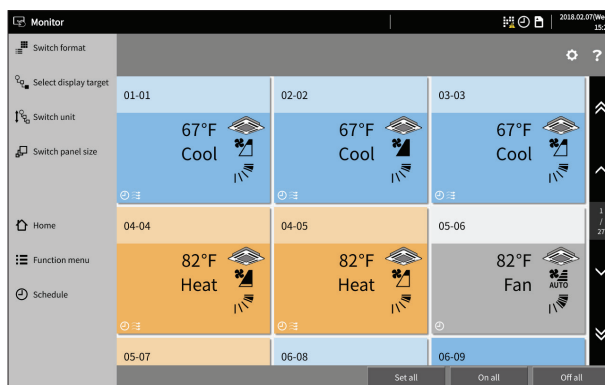 Monitor
2018.02.07(Wed
Switch format
Select display target
Switch unit
Switch panel size
Home
Function menu
Schedule
?
01-01
67°F
Cool
02-02
67°F
Cool
03-03
67°F
Cool
04-04
82°F
Heat
04-05
82°F
Heat
05-06
82°F
Fan
AUTO
05-07
06-08
06-09
1
/
27
Set all
On all
Off all